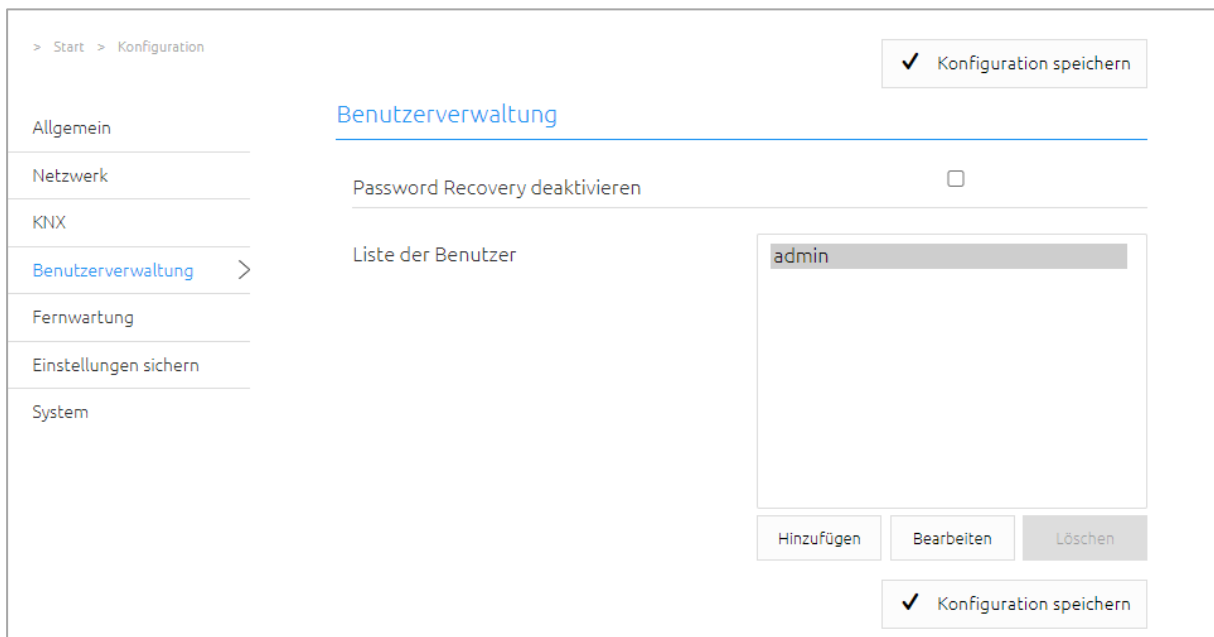 > Start > Konfiguration
✓ Konfiguration speichern
Allgemein
Netzwerk
KNX
Benutzerverwaltung >
Fernwartung
Einstellungen sichern
System
Benutzerverwaltung
Password Recovery deaktivieren
Liste der Benutzer
admin
Hinzufügen Bearbeiten Löschen
✓ Konfiguration speichern